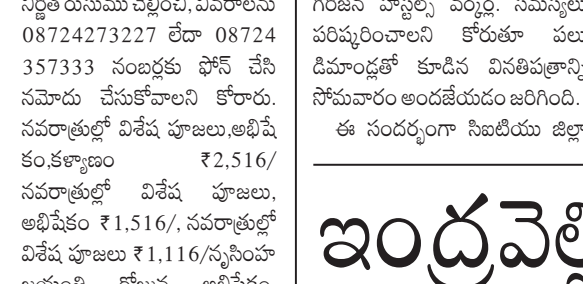 నిర్ణీత రుసుము చెల్లించి, వివరాలను
08724273227 లేదా 08724
357333 నంబర్లకు ఫోన్ చేసి
నమోదు చేసుకోవాలని కోరారు.
నవరాత్రుల్లో విశేష పూజలు,అభిషే
కం,కళ్యాణం ₹2,516/
నవరాత్రుల్లో విశేష పూజలు,
అభిషేకం ₹1,516/, నవరాత్రుల్లో
విశేష పూజలు ₹1,116/నృసింహ
గిరిజన హాస్టల్స్ వర్కర్ల. సమస్యలు
పరిష్కరించాలని కోరుతూ పలు
డిమాండ్లతో కూడిన వినతిపత్రాన్ని
సోమవారం అందజేయడం జరిగింది.
ఈ సందర్భంగా సిఐటియు జిల్లా